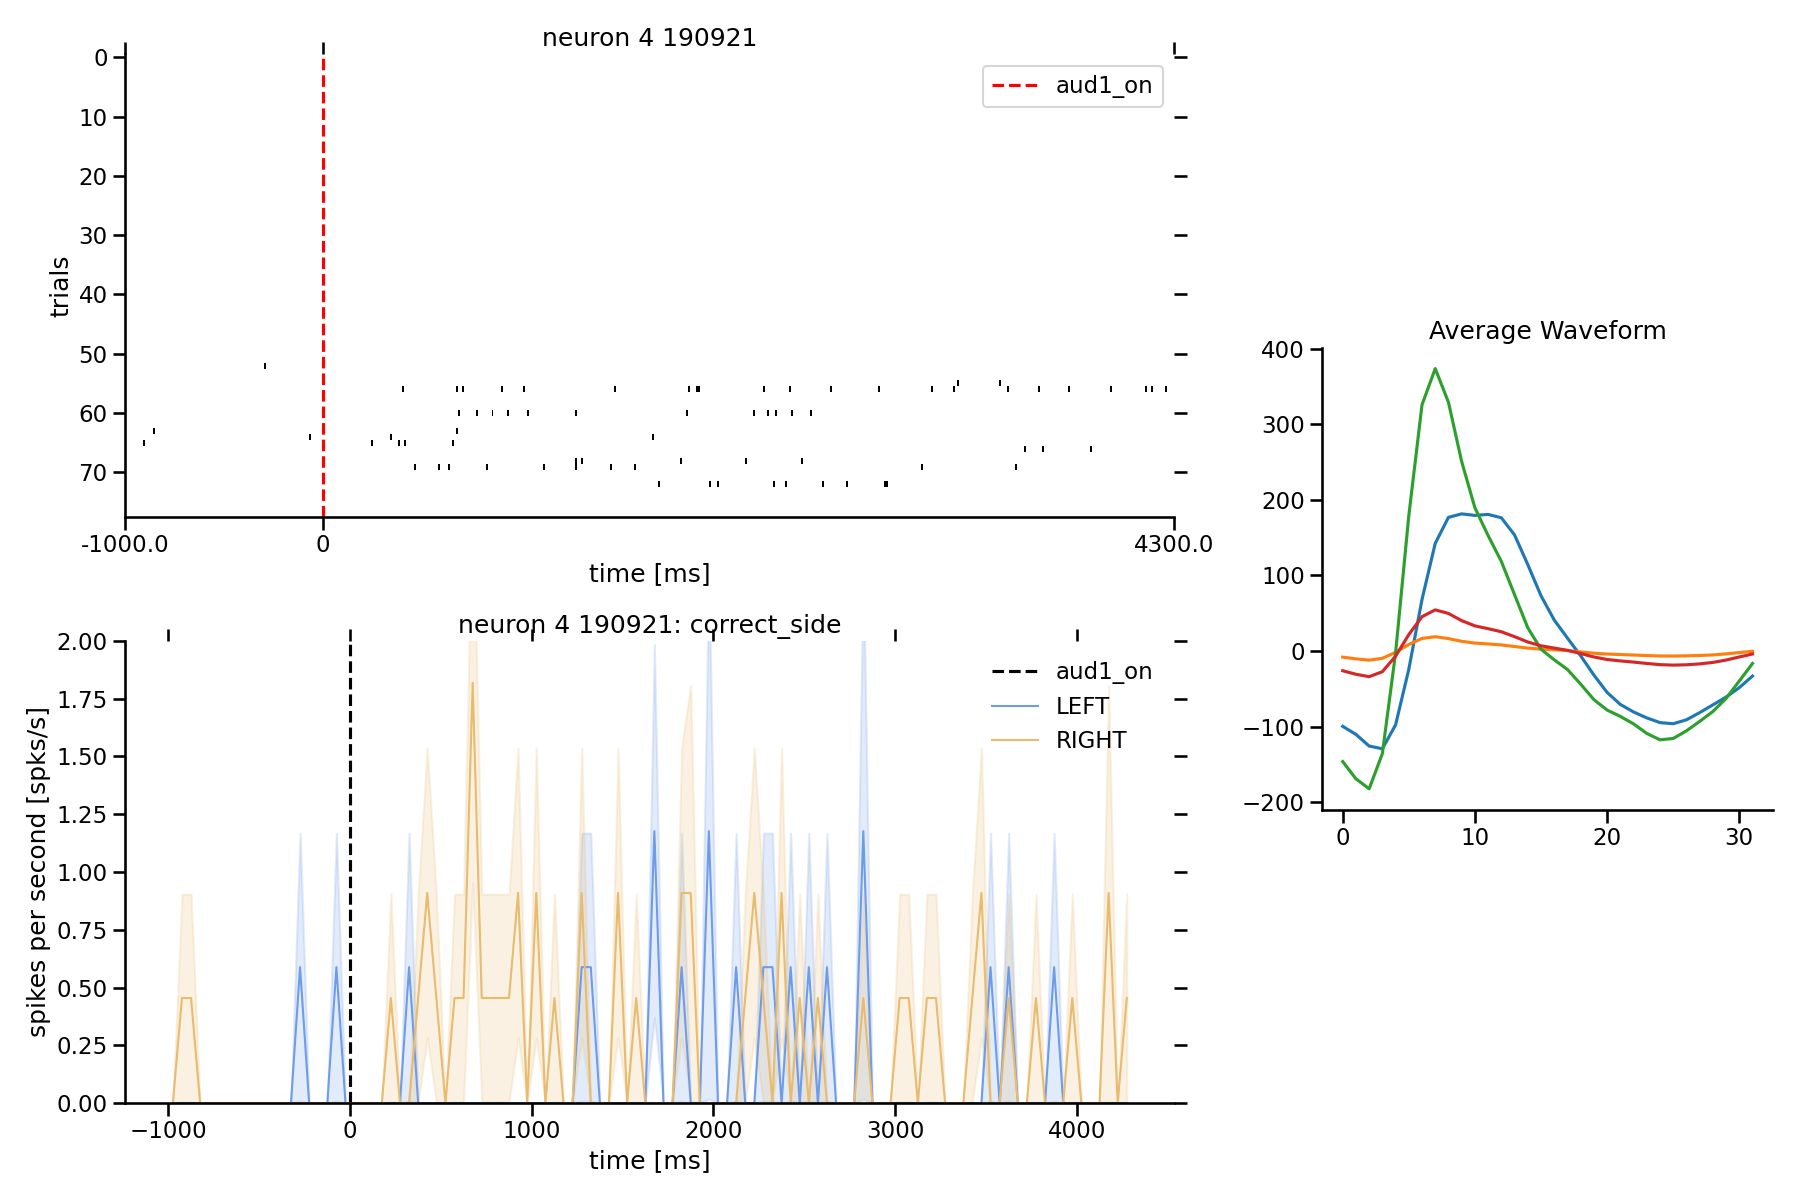 neuron 4 190921
0
10
20
30
40
50
60
70
trials
aud1_on
-1000.0 0 4300.0
time [ms]
neuron 4 190921: correct_side
2.00
1.75
1.50
1.25
1.00
0.75
0.50
0.25
0.00
spikes per second [spks/s]
aud1_on
LEFT
RIGHT
−1000 0 1000 2000 3000 4000
time [ms]
Average Waveform
400
300
200
100
0
−100
−200
0 10 20 30